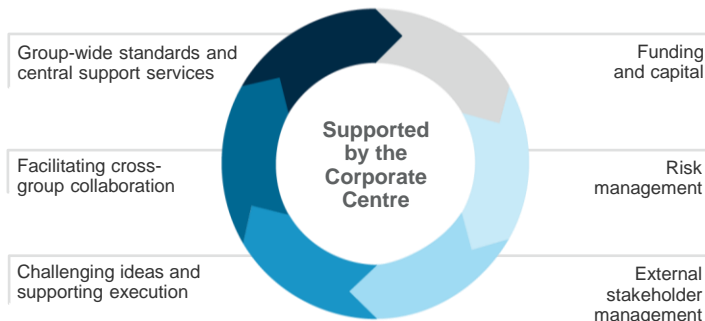 Group-wide standards and
central support services
Funding
and capital
Supported
by the
Corporate
Centre
Facilitating cross-
group collaboration
Risk
management
Challenging ideas and
supporting execution
External
stakeholder
management